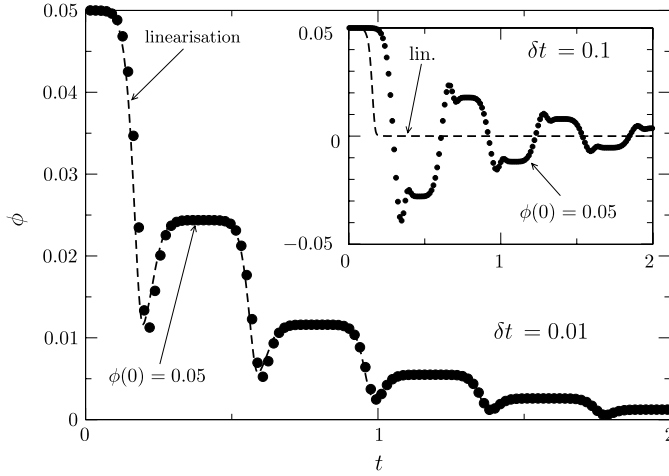 0.05
0.04
0.03
0.02
0.01
0
ϕ
0
1
2
t
linearisation
ϕ(0) = 0.05
δt = 0.01
0.05
0
−0.05
0
1
2
lin.
δt = 0.1
ϕ(0) = 0.05